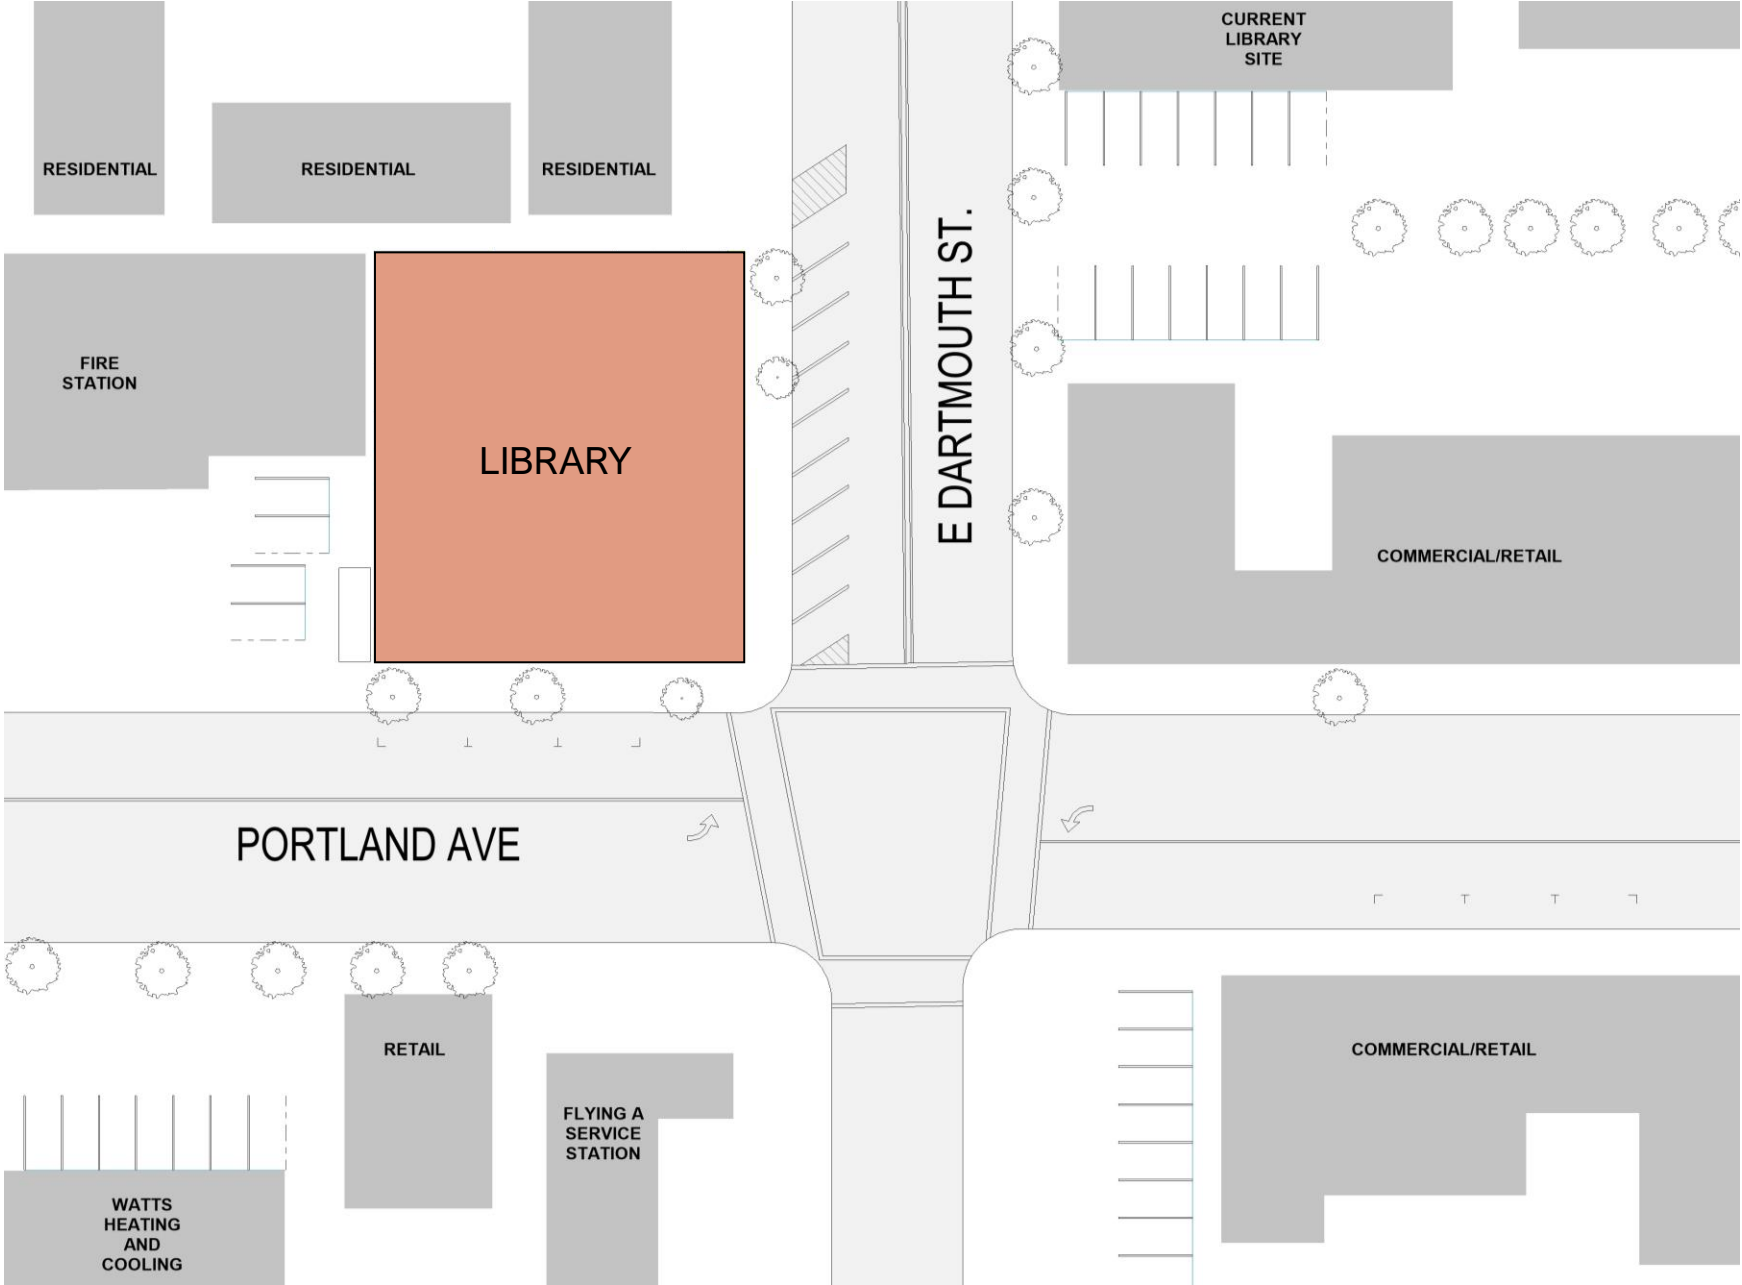 CURRENT
LIBRARY
SITE
RESIDENTIAL
RESIDENTIAL
RESIDENTIAL
E DARTMOUTH ST.
FIRE
STATION
LIBRARY
COMMERCIAL/RETAIL
PORTLAND AVE
RETAIL
COMMERCIAL/RETAIL
FLYING A
SERVICE
STATION
WATTS
HEATING
AND
COOLING